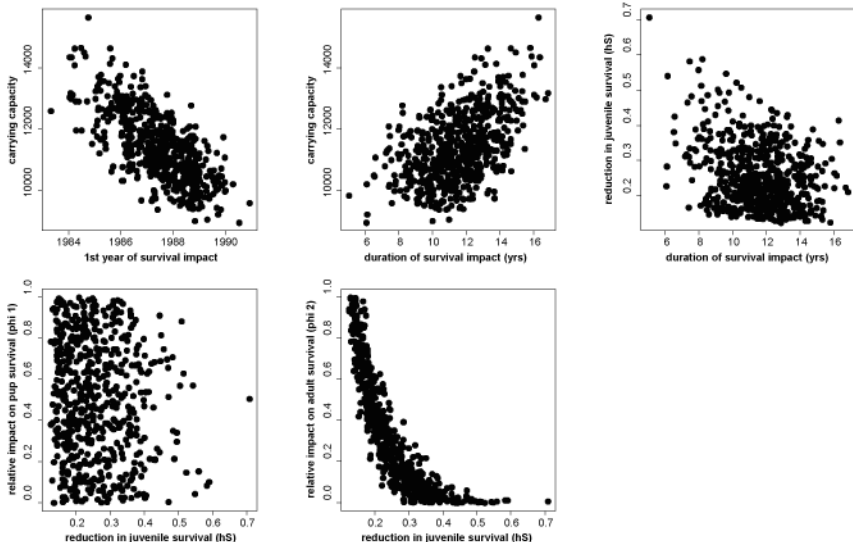 carrying capacity
10000 12000 14000
1984 1986 1988 1990
1st year of survival impact
carrying capacity
10000 12000 14000
6 8 10 12 14 16
duration of survival impact (yrs)
reduction in juvenile survival (hS)
0.2 0.3 0.4 0.5 0.6 0.7
6 8 10 12 14 16
duration of survival impact (yrs)
relative impact on pup survival (phi 1)
0.0 0.2 0.4 0.6 0.8 1.0
0.2 0.3 0.4 0.5 0.6 0.7
reduction in juvenile survival (hS)
relative impact on adult survival (phi 2)
0.0 0.2 0.4 0.6 0.8 1.0
0.2 0.3 0.4 0.5 0.6 0.7
reduction in juvenile survival (hS)